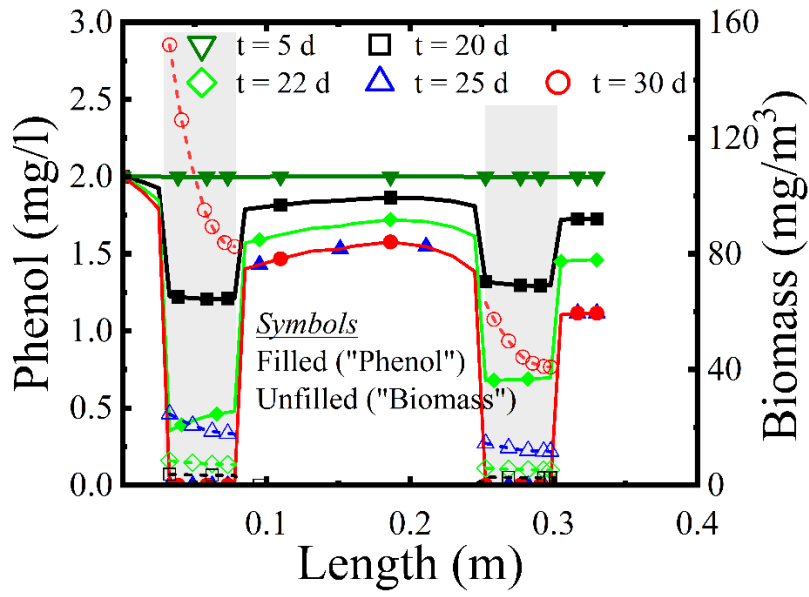 3.0
2.5
2.0
1.5
1.0
0.5
0.0
Phenol (mg/l)
t = 5 d
t = 20 d
t = 22 d
t = 25 d
t = 30 d
Symbols
Filled ("Phenol")
Unfilled ("Biomass")
160
120
80
40
0
Biomass (mg/m³)
0.1
0.2
0.3
0.4
Length (m)